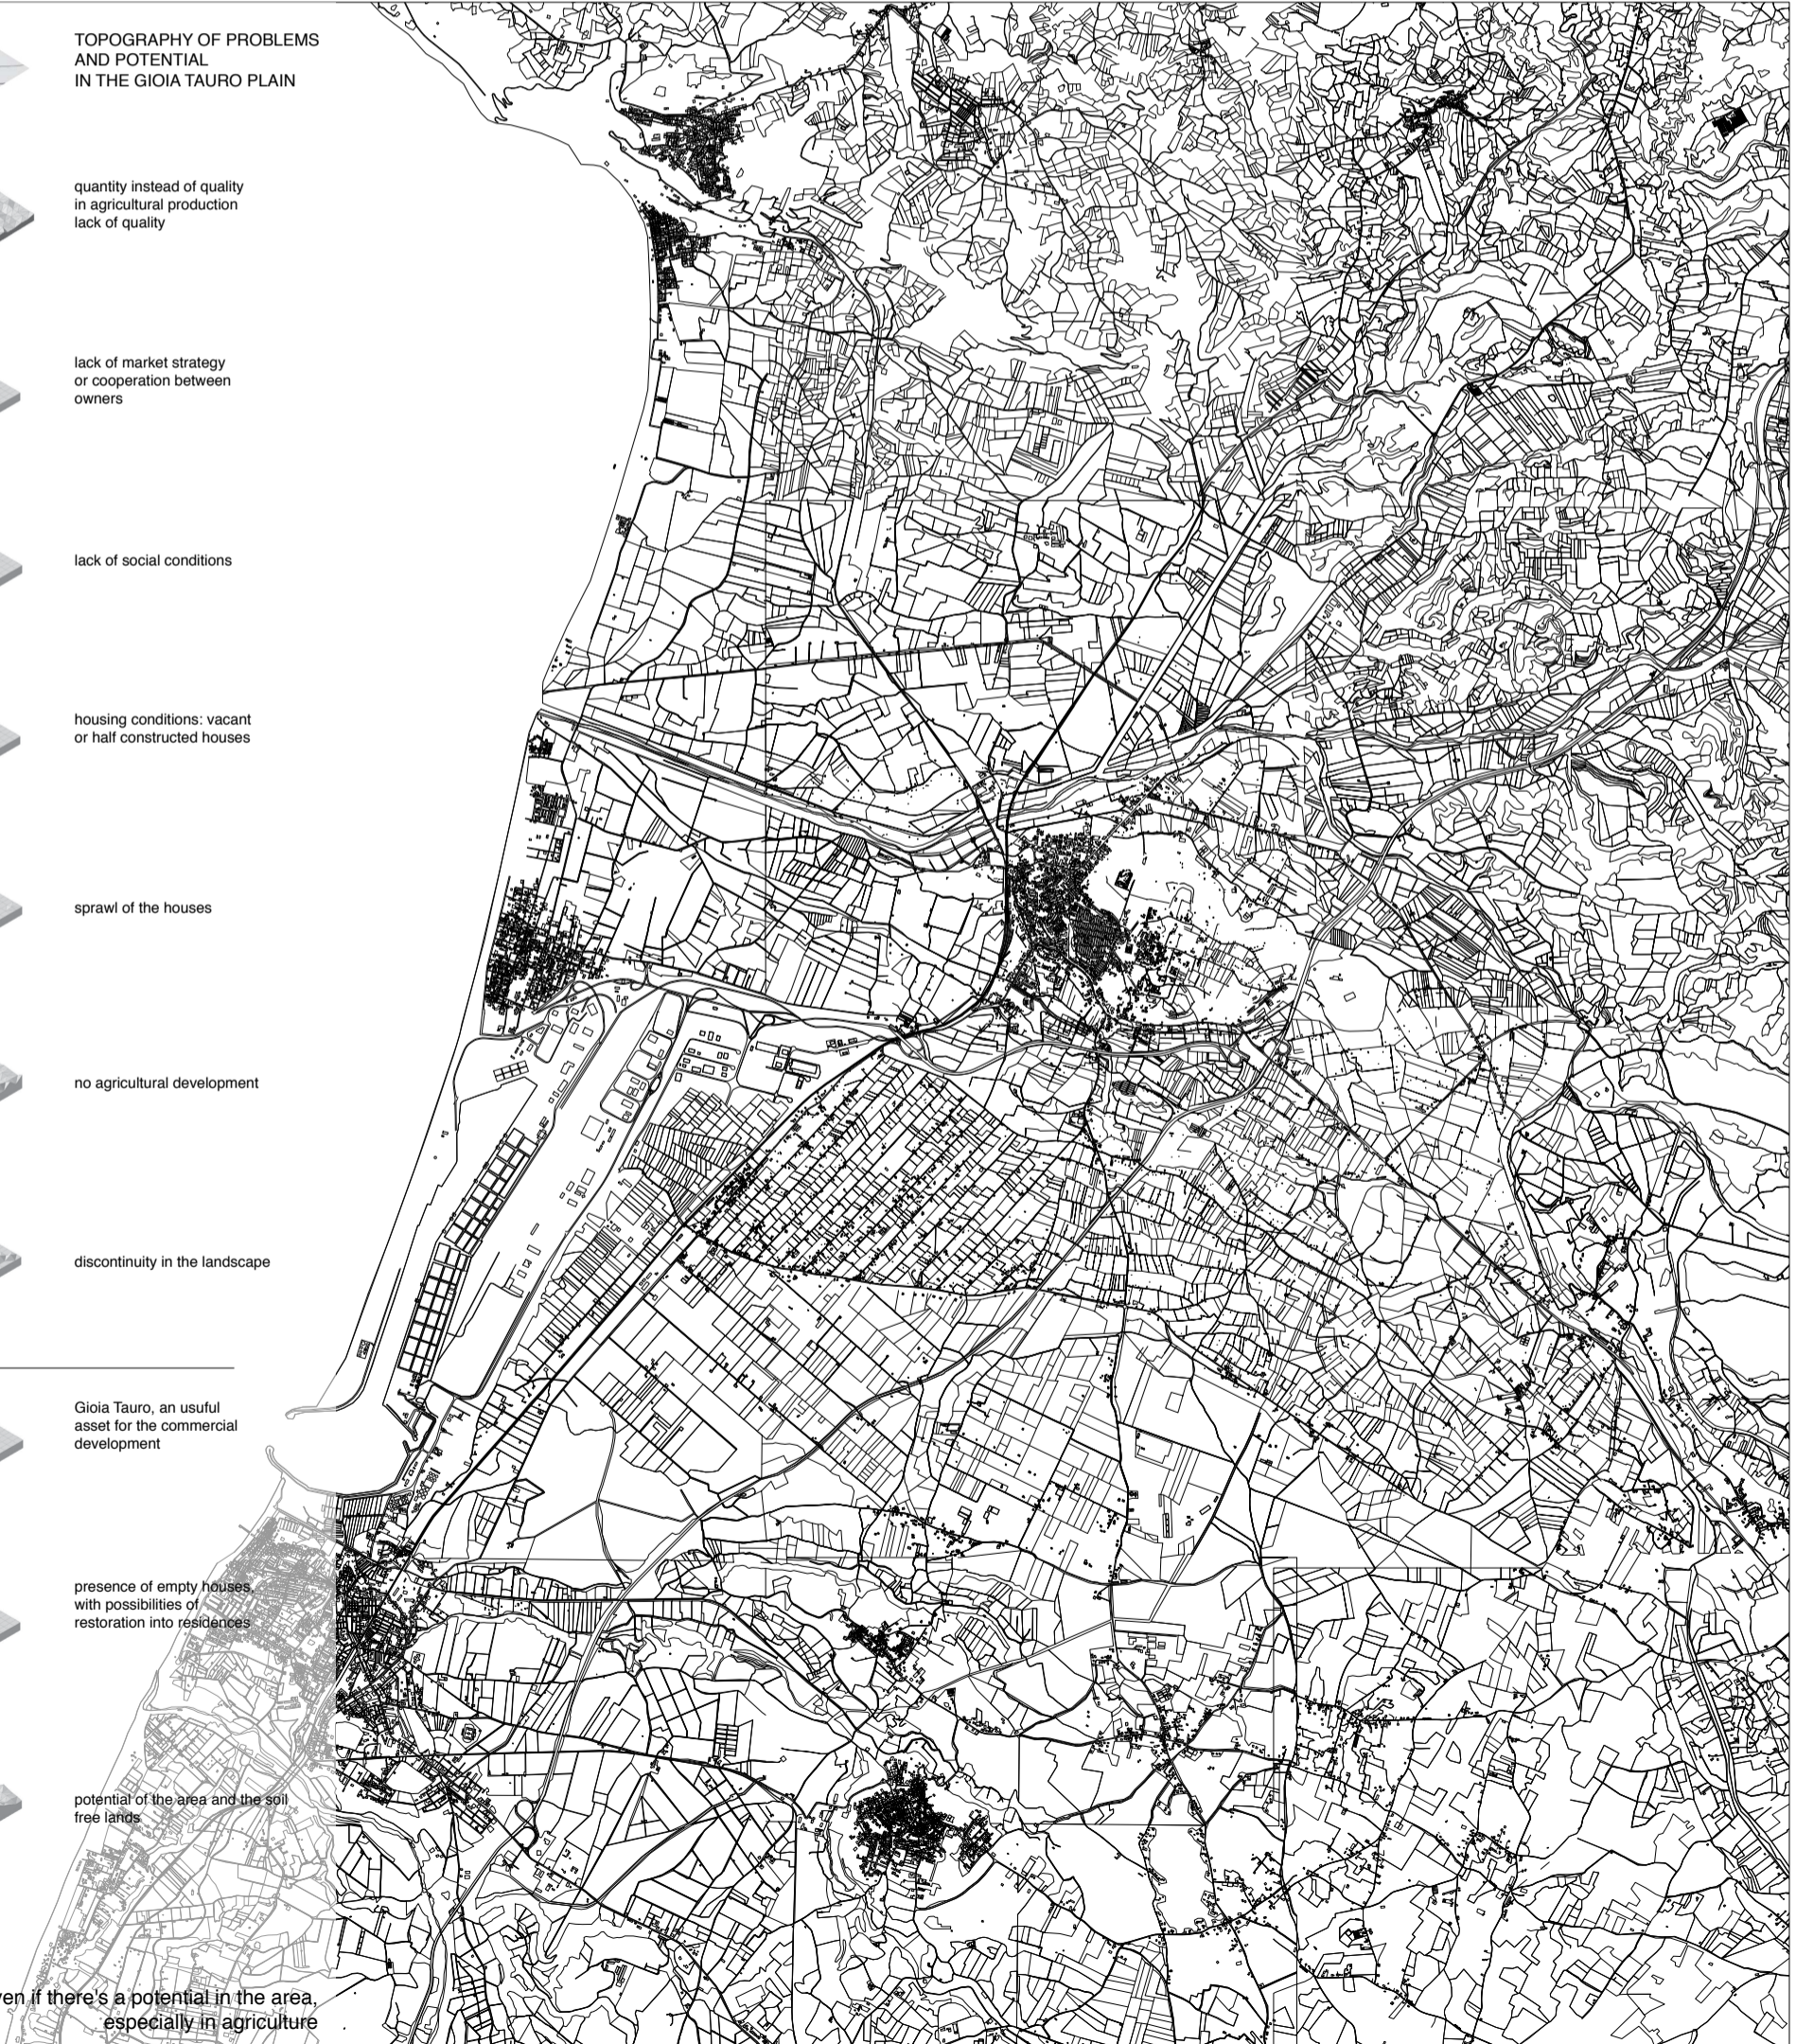 TOPOGRAPHY OF PROBLEMS
AND POTENTIAL
IN THE GIOIA TAURO PLAIN
quantity instead of quality
in agricultural production
lack of quality
lack of market strategy
or cooperation between
owners
lack of social conditions
housing conditions: vacant
or half constructed houses
sprawl of the houses
no agricultural development
discontinuity in the landscape
Gioia Tauro, an usuful
asset for the commercial
development
presence of empty houses,
with possibilities of
restoration into residences
potential of the area and the soil
free lands
ven if there's a potential in the area,
especially in agriculture